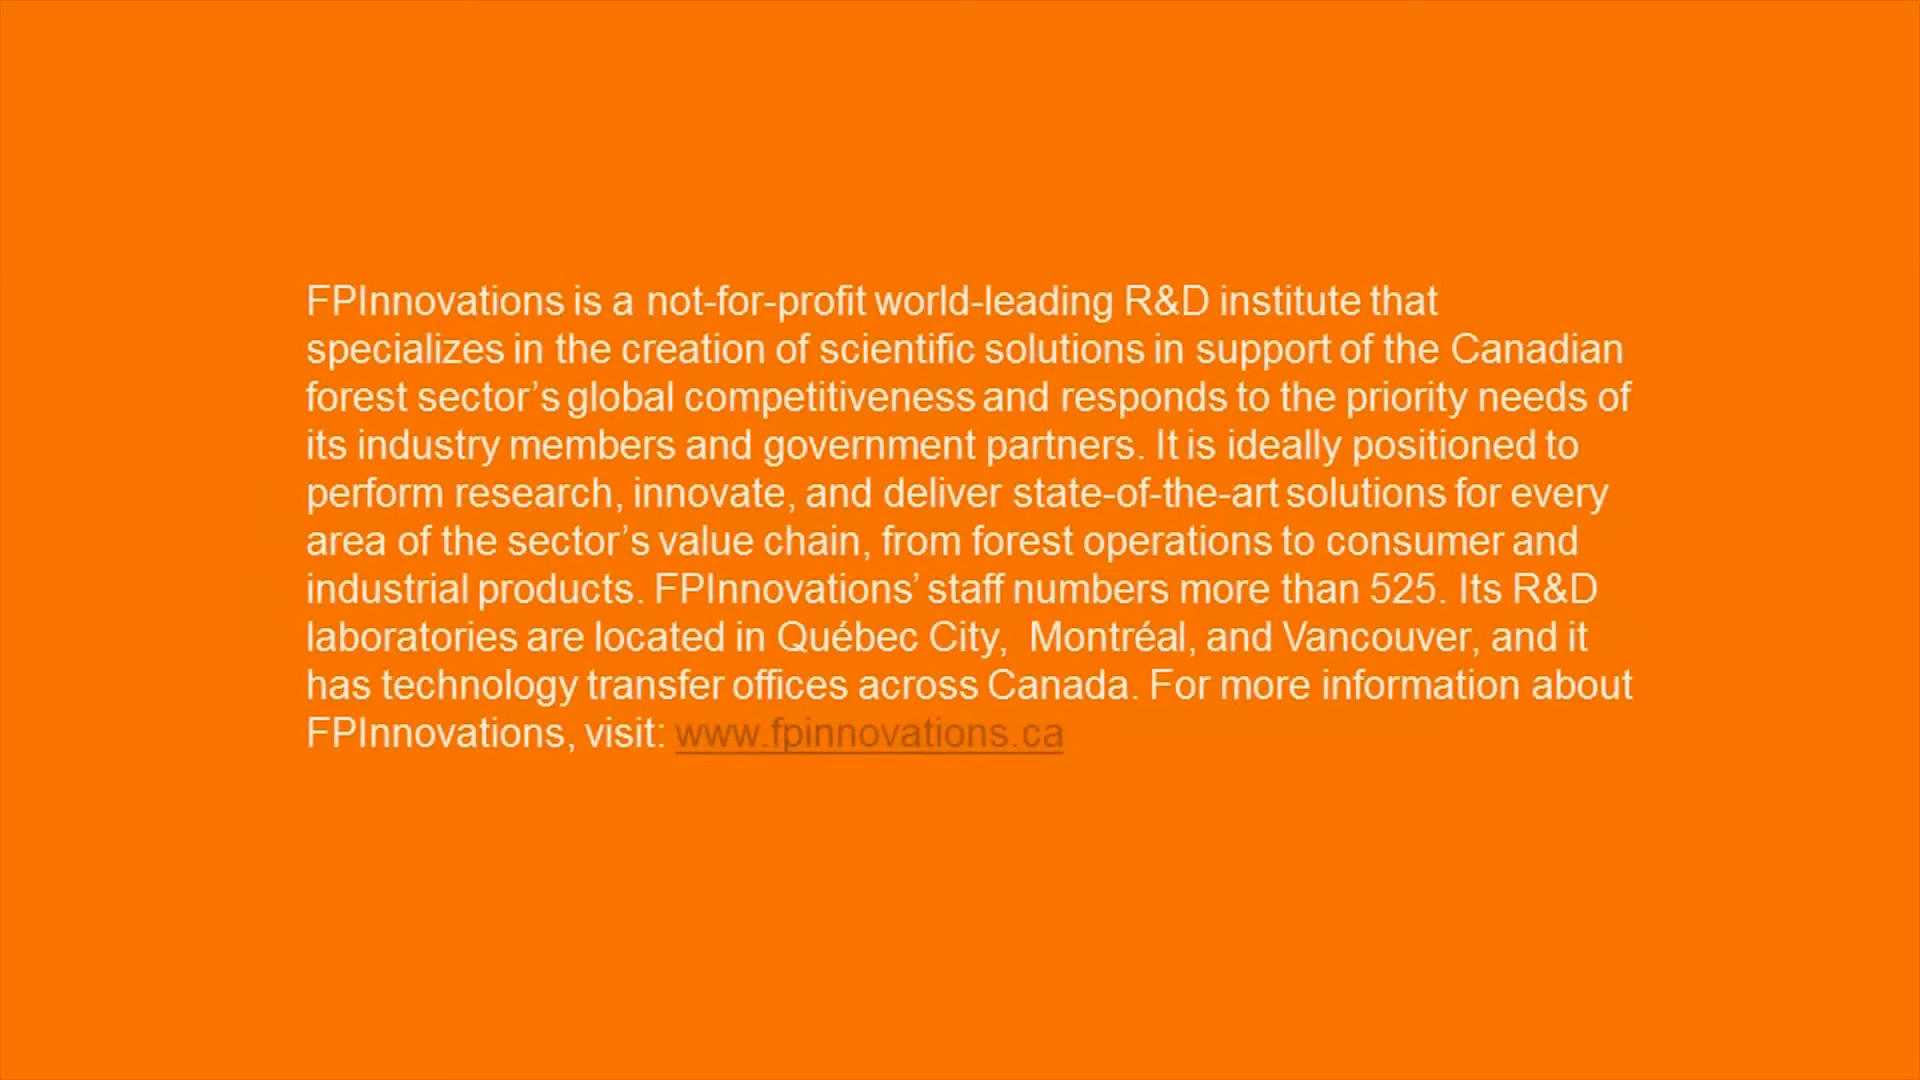 FPInnovations is a not-for-profit world-leading R&D institute that
specializes in the creation of scientific solutions in support of the Canadian
forest sector’s global competitiveness and responds to the priority needs of
its industry members and government partners. It is ideally positioned to
perform research, innovate, and deliver state-of-the-art solutions for every
area of the sector’s value chain, from forest operations to consumer and
industrial products. FPInnovations’ staff numbers more than 525. Its R&D
laboratories are located in Québec City,  Montréal, and Vancouver, and it
has technology transfer offices across Canada. For more information about
FPInnovations, visit: www.fpinnovations.ca